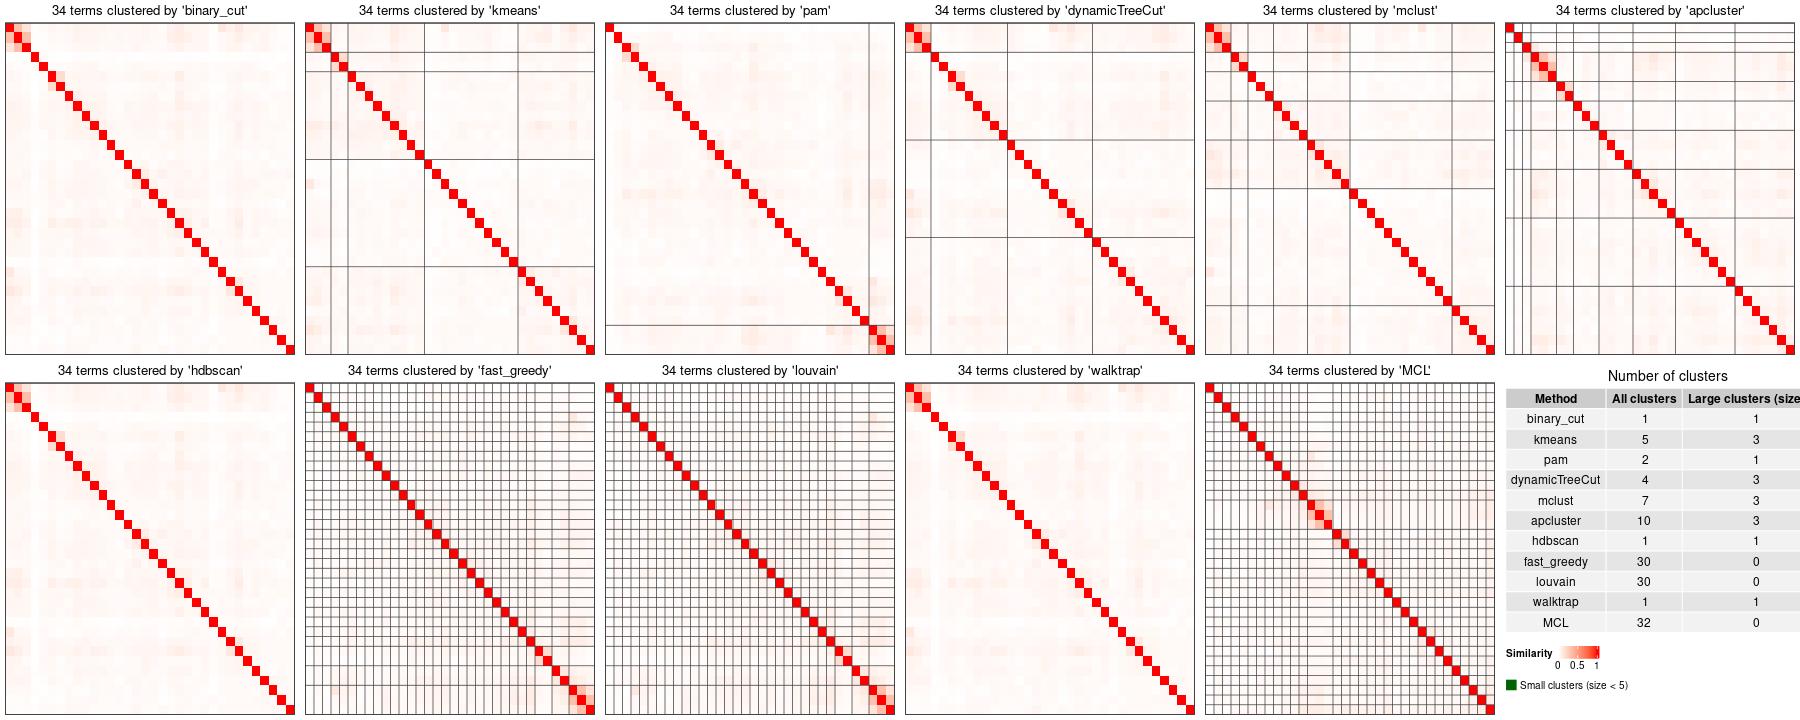 34 terms clustered by 'binary_cut'
34 terms clustered by 'kmeans'
34 terms clustered by 'pam'
34 terms clustered by 'dynamicTreeCut'
34 terms clustered by 'mclust'
34 terms clustered by 'apcluster'
34 terms clustered by 'hdbscan'
34 terms clustered by 'fast_greedy'
34 terms clustered by 'louvain'
34 terms clustered by 'walktrap'
34 terms clustered by 'MCL'
Number of clusters
Method All clusters Large clusters (size
binary_cut 1 1
kmeans 5 3
pam 2 1
dynamicTreeCut 4 3
mclust 7 3
apcluster 10 3
hdbscan 1 1
fast_greedy 30 0
louvain 30 0
walktrap 1 1
MCL 32 0
Similarity
0 0.5 1
Small clusters (size < 5)